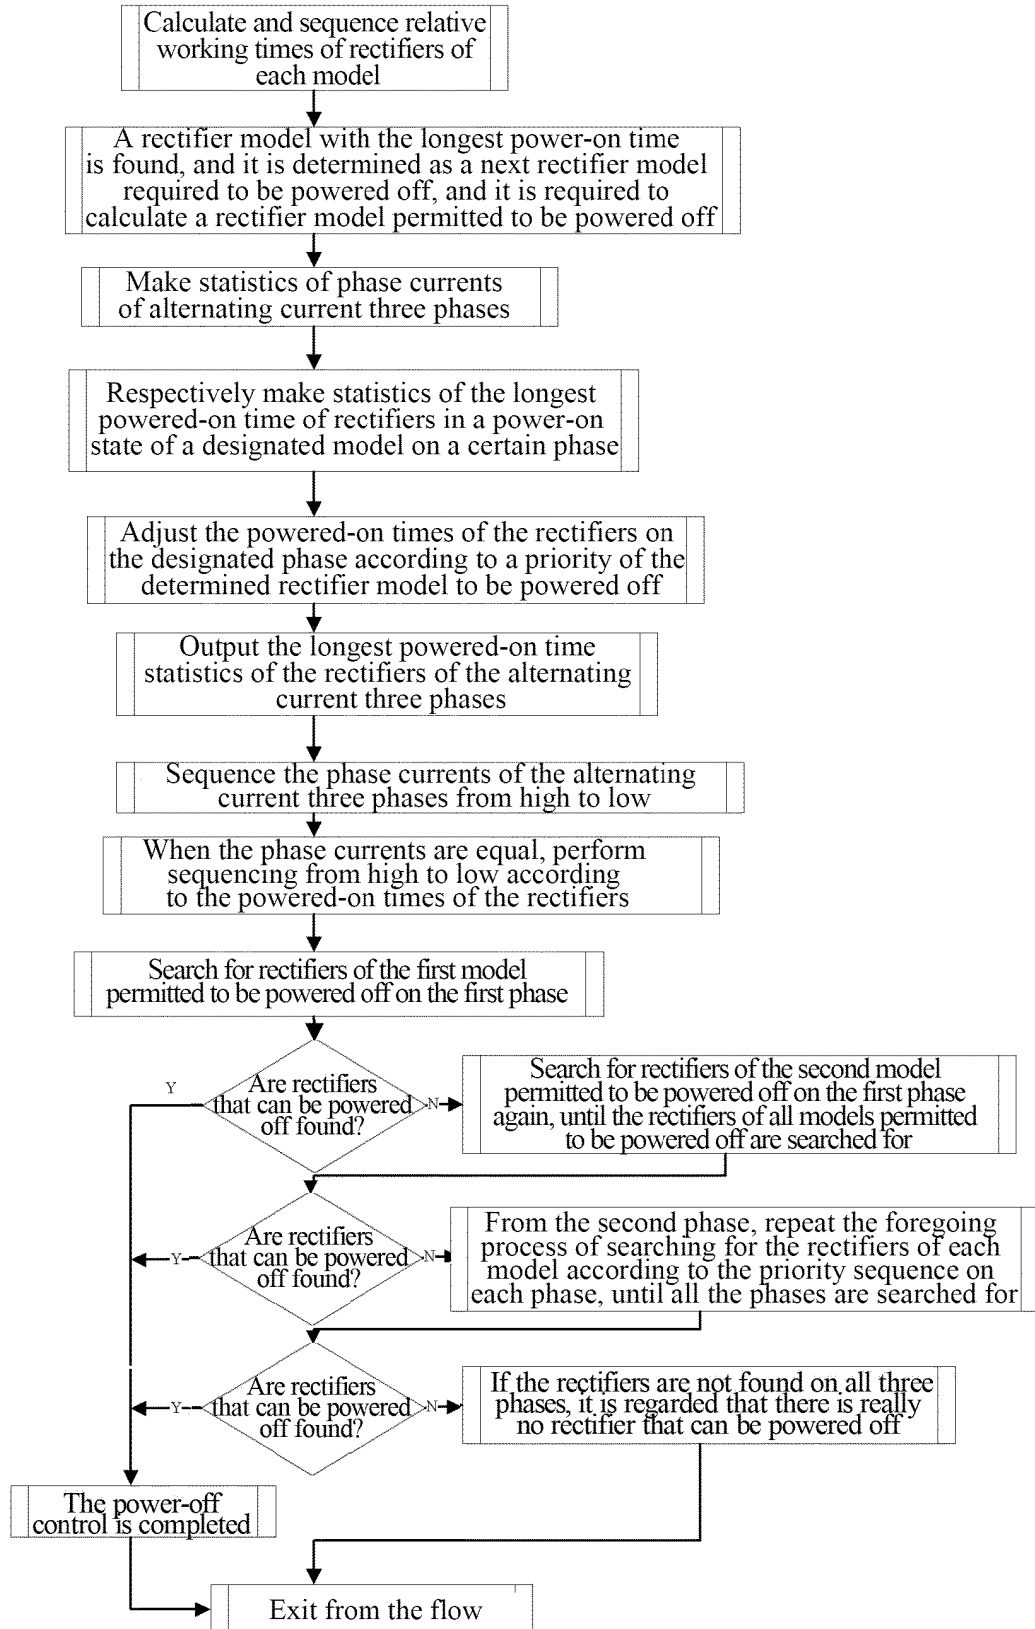 Calculate and sequence relative
working times of rectifiers of
each model
A rectifier model with the longest power-on time
is found, and it is determined as a next rectifier model
required to be powered off, and it is required to
calculate a rectifier model permitted to be powered off
Make statistics of phase currents
of alternating current three phases
Respectively make statistics of the longest
powered-on time of rectifiers in a power-on
state of a designated model on a certain phase
Adjust the powered-on times of the rectifiers on
the designated phase according to a priority of the
determined rectifier model to be powered off
Output the longest powered-on time
statistics of the rectifiers of the alternating
current three phases
Sequence the phase currents of the alternating
current three phases from high to low
When the phase currents are equal, perform
sequencing from high to low according
to the powered-on times of the rectifiers
Search for rectifiers of the first model
permitted to be powered off on the first phase
Y
Are rectifiers
that can be powered
off found?
N
Search for rectifiers of the second model
permitted to be powered off on the first phase
again, until the rectifiers of all models permitted
to be powered off are searched for
Y
Are rectifiers
that can be powered
off found?
N
From the second phase, repeat the foregoing
process of searching for the rectifiers of each
model according to the priority sequence on
each phase, until all the phases are searched for
Y
Are rectifiers
that can be powered
off found?
N
If the rectifiers are not found on all three
phases, it is regarded that there is really
no rectifier that can be powered off
The power-off
control is completed
Exit from the flow